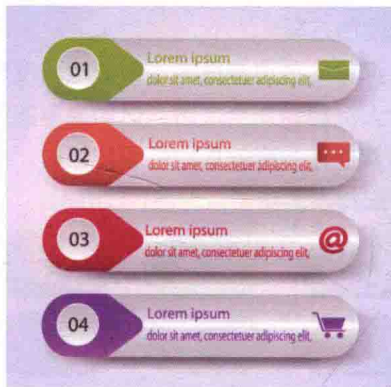 01
Lorem ipsum
dolor sit amet, consectetuer adipiscing elit,
02
Lorem ipsum
dolor sit amet, consectetuer adipiscing elit,
03
Lorem ipsum
dolor sit amet, consectetuer adipiscing elit,
@
04
Lorem ipsum
dolor sit amet, consectetuer adipiscing elit,